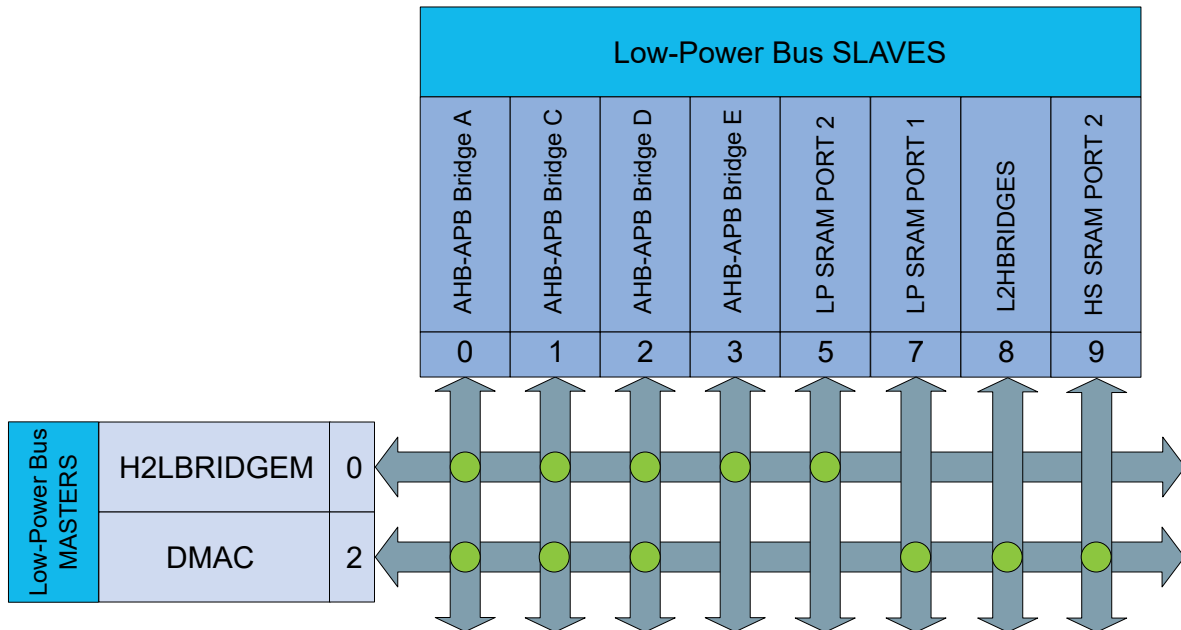 Low-Power Bus SLAVES
AHB-APB Bridge A
AHB-APB Bridge C
AHB-APB Bridge D
AHB-APB Bridge E
LP SRAM PORT 2
LP SRAM PORT 1
L2HBRIDGES
HS SRAM PORT 2
0 1 2 3 5 7 8 9
Low-Power Bus
MASTERS
H2LBRIDGEM 0
DMAC 2